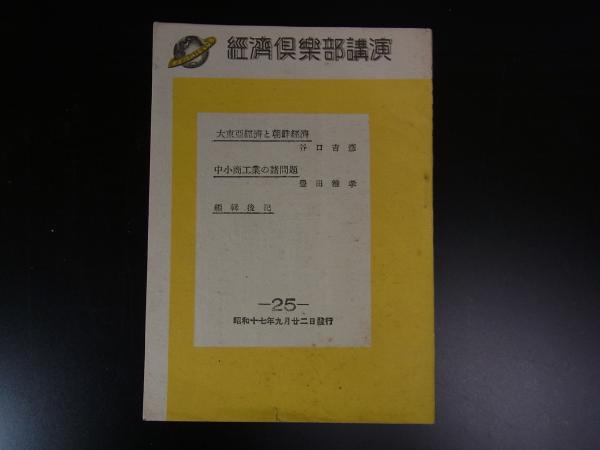 經濟倶樂部講演
大東亞經濟と朝鮮經濟
谷口吉彦
中小商工業の諸問題
豊田雅孝
編輯後記
—25—
昭和十七年九月廿二日發行